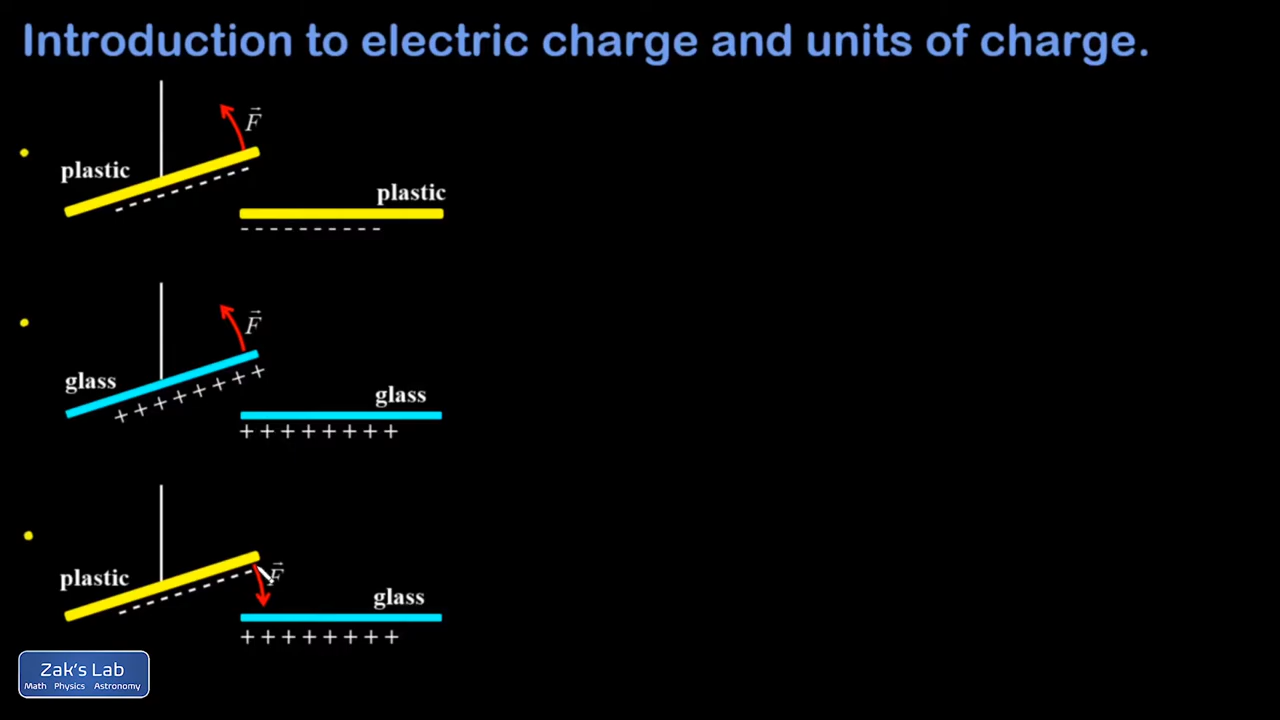 Introduction to electric charge and units of charge.
F
plastic
plastic
- - - - - - - - - -
F
glass
+ + + + + + + +
glass
+ + + + + + + +
plastic
F
glass
+ + + + + + + +
Zak's Lab
Math Physics Astronomy